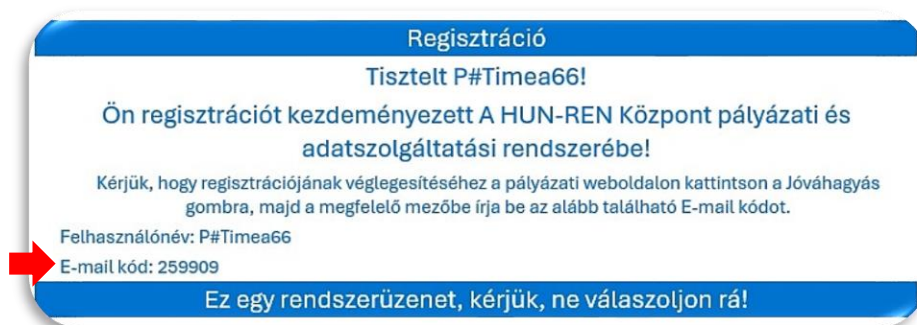 Regisztráció
Tisztelt P#Timea66!
Ön regisztrációt kezdeményezett A HUN-REN Központ pályázati és
adatszolgáltatási rendszerébe!
Kérjük, hogy regisztrációjának véglegesítéséhez a pályázati weboldalon kattintson a Jóváhagyás
gombra, majd a megfelelő mezőbe írja be az alább található E-mail kódot.
Felhasználónév: P#Timea66
E-mail kód: 259909
Ez egy rendszerüzenet, kérjük, ne válaszoljon rá!